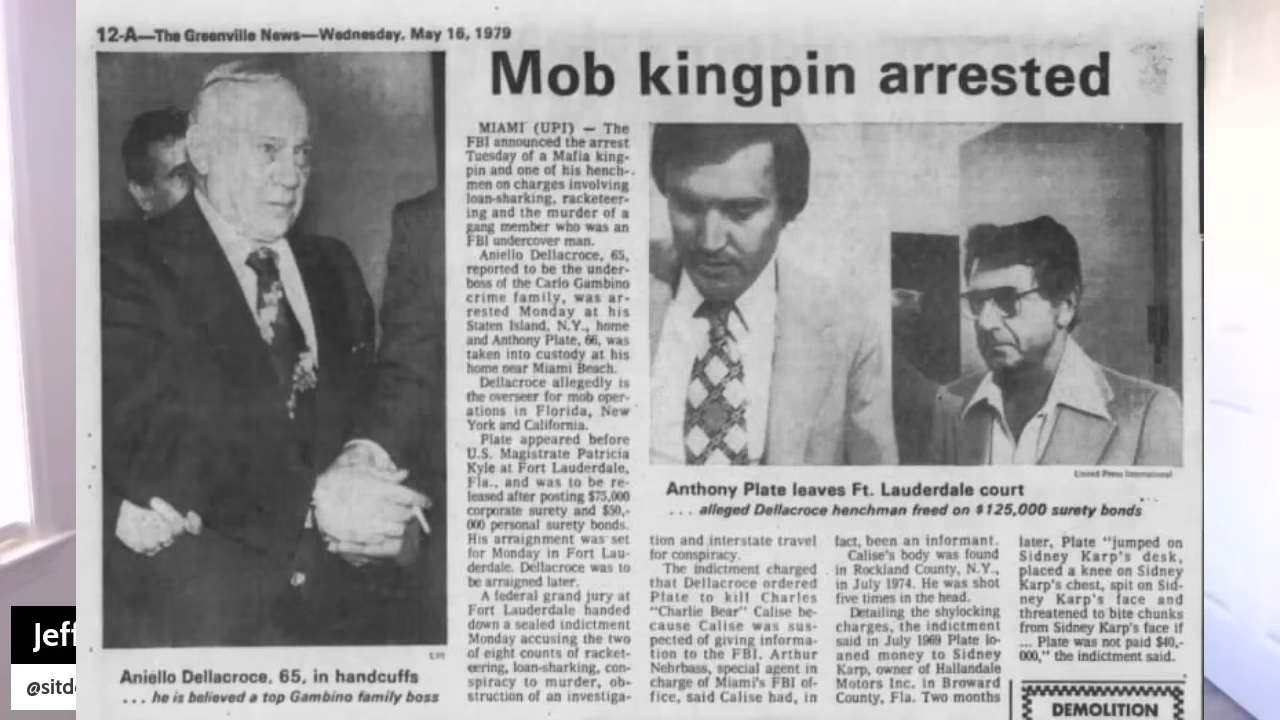 12-A—The Greenville News—Wednesday, May 16, 1979
Mob kingpin arrested
MIAMI (UPI) — The
FBI announced the arrest
Tuesday of a Mafia king-
pin and one of his hench-
men on charges involving
loan-sharking, racketeer-
ing and the murder of a
gang member who was an
FBI undercover man.
Aniello Dellacroce, 65,
reported to be the under-
boss of the Carlo Gambino
crime family, was ar-
rested Monday at his
Staten Island, N.Y., home
and Anthony Plate, 66, was
taken into custody at his
home near Miami Beach.
Dellacroce allegedly is
the overseer for mob oper-
ations in Florida, New
York and California.
Plate appeared before
U.S. Magistrate Patricia
Kyle at Fort Lauderdale,
Fla., and was to be re-
leased after posting $75,000
corporate surety and $50,-
000 personal surety bonds.
His arraignment was set
for Monday in Fort Lau-
derdale. Dellacroce was to
be arraigned later.
A federal grand jury at
Fort Lauderdale handed
down a sealed indictment
Monday accusing the two
of eight counts of racket-
eering, loan-sharking, con-
spiracy to murder, ob-
struction of an investiga-
tion and interstate travel
for conspiracy.
The indictment charged
that Dellacroce ordered
Plate to kill Charles
"Charlie Bear" Calise be-
cause Calise was sus-
pected of giving informa-
tion to the FBI. Arthur
Nehrbass, special agent in
charge of Miami's FBI of-
fice, said Calise had, in
fact, been an informant.
Calise's body was found
in Rockland County, N.Y.,
in July 1974. He was shot
five times in the head.
Detailing the shylocking
charges, the indictment
said in July 1969 Plate lo-
aned money to Sidney
Karp, owner of Hallandale
Motors Inc. in Broward
County, Fla. Two months
later, Plate "jumped on
Sidney Karp's desk,
placed a knee on Sidney
Karp's chest, spit on Sid-
ney Karp's face and
threatened to bite chunks
from Sidney Karp's face if
... Plate was not paid $40,-
000," the indictment said.
United Press International
Anthony Plate leaves Ft. Lauderdale court
. . . alleged Dellacroce henchman freed on $125,000 surety bonds
UPI
Aniello Dellacroce, 65, in handcuffs
. . . he is believed a top Gambino family boss
DEMOLITION
Jeff
@sitd